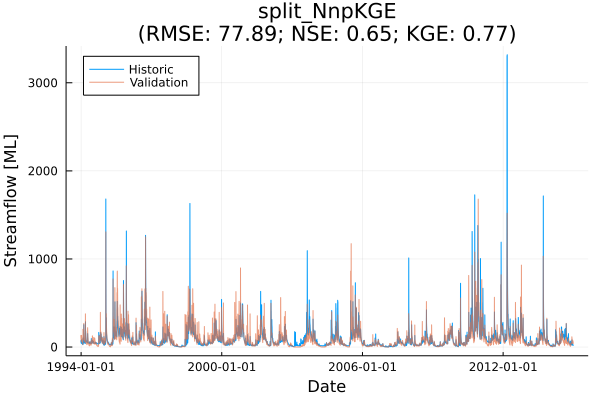 split_NnpKGE
(RMSE: 77.89; NSE: 0.65; KGE: 0.77)
Historic
Validation
Streamflow [ML]
3000
2000
1000
0
1994-01-01 2000-01-01 2006-01-01 2012-01-01
Date